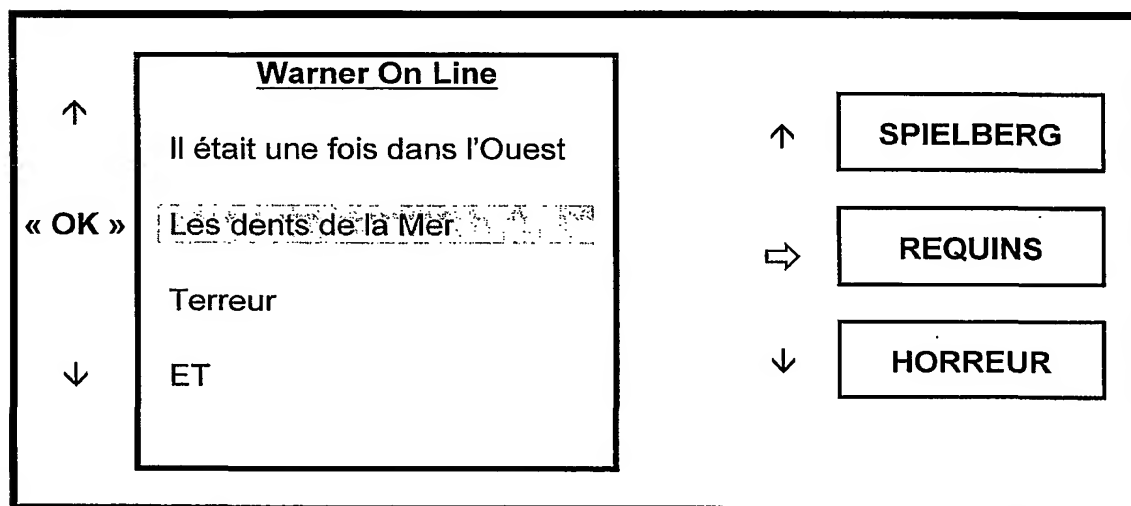 Warner On Line
Il était une fois dans l'Ouest
« OK »
Les dents de la Mer
Terreur
ET
SPIELBERG
REQUINS
HORREUR